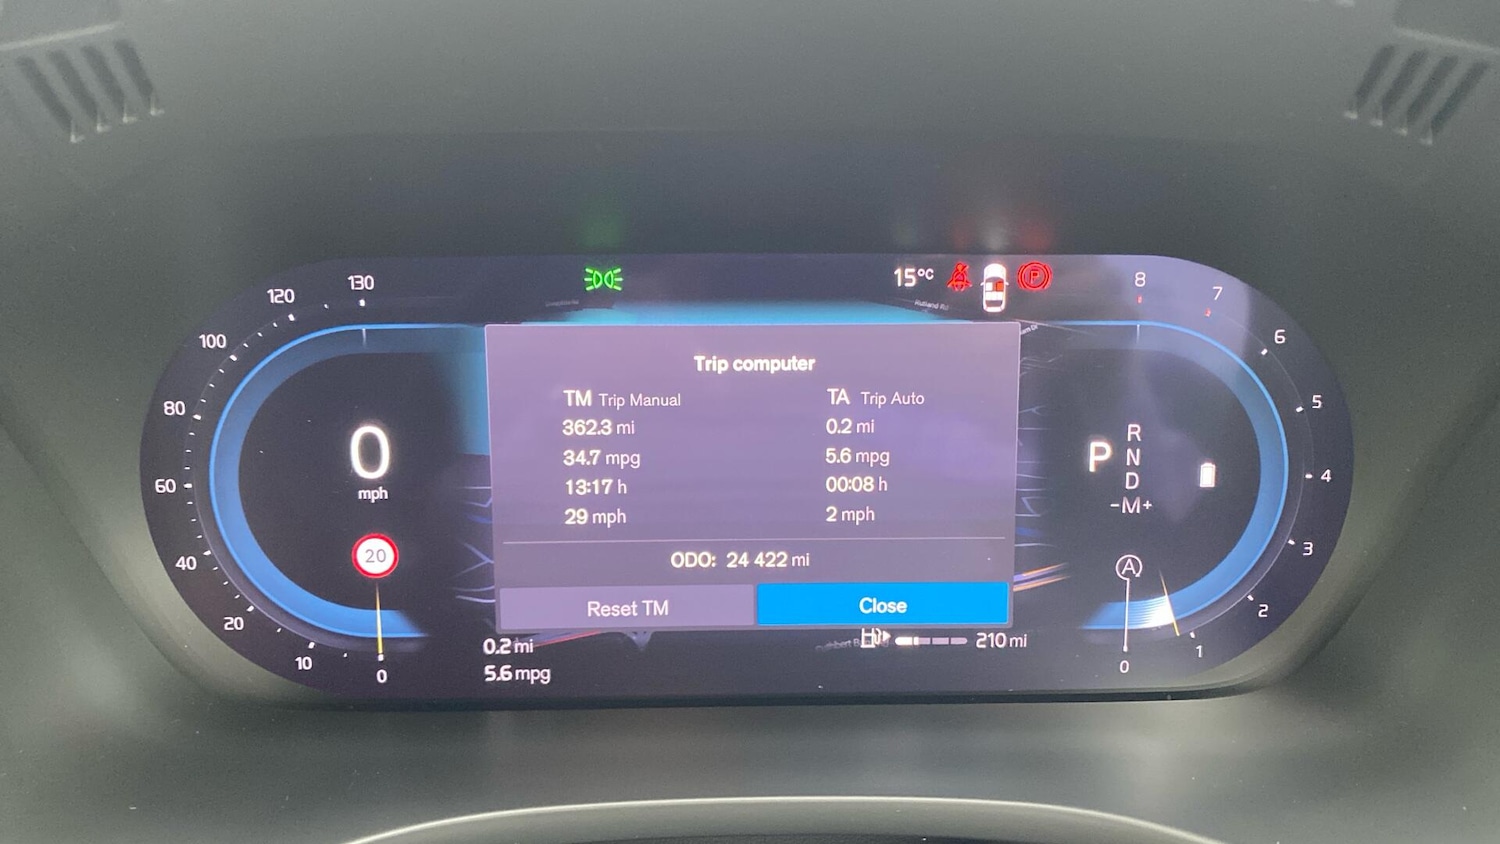 130
120
100
80
60
40
20
10
0
15°C
P
8
7
6
5
4
3
2
1
0
Rutland Rd
Trip computer
TM Trip Manual
TA Trip Auto
362.3 mi
0.2 mi
34.7 mpg
5.6 mpg
13:17 h
00:08 h
29 mph
2 mph
ODO: 24 422 mi
Reset TM
Close
0
mph
20
P
R
N
D
-M+
A
0.2 mi
5.6 mpg
210 mi